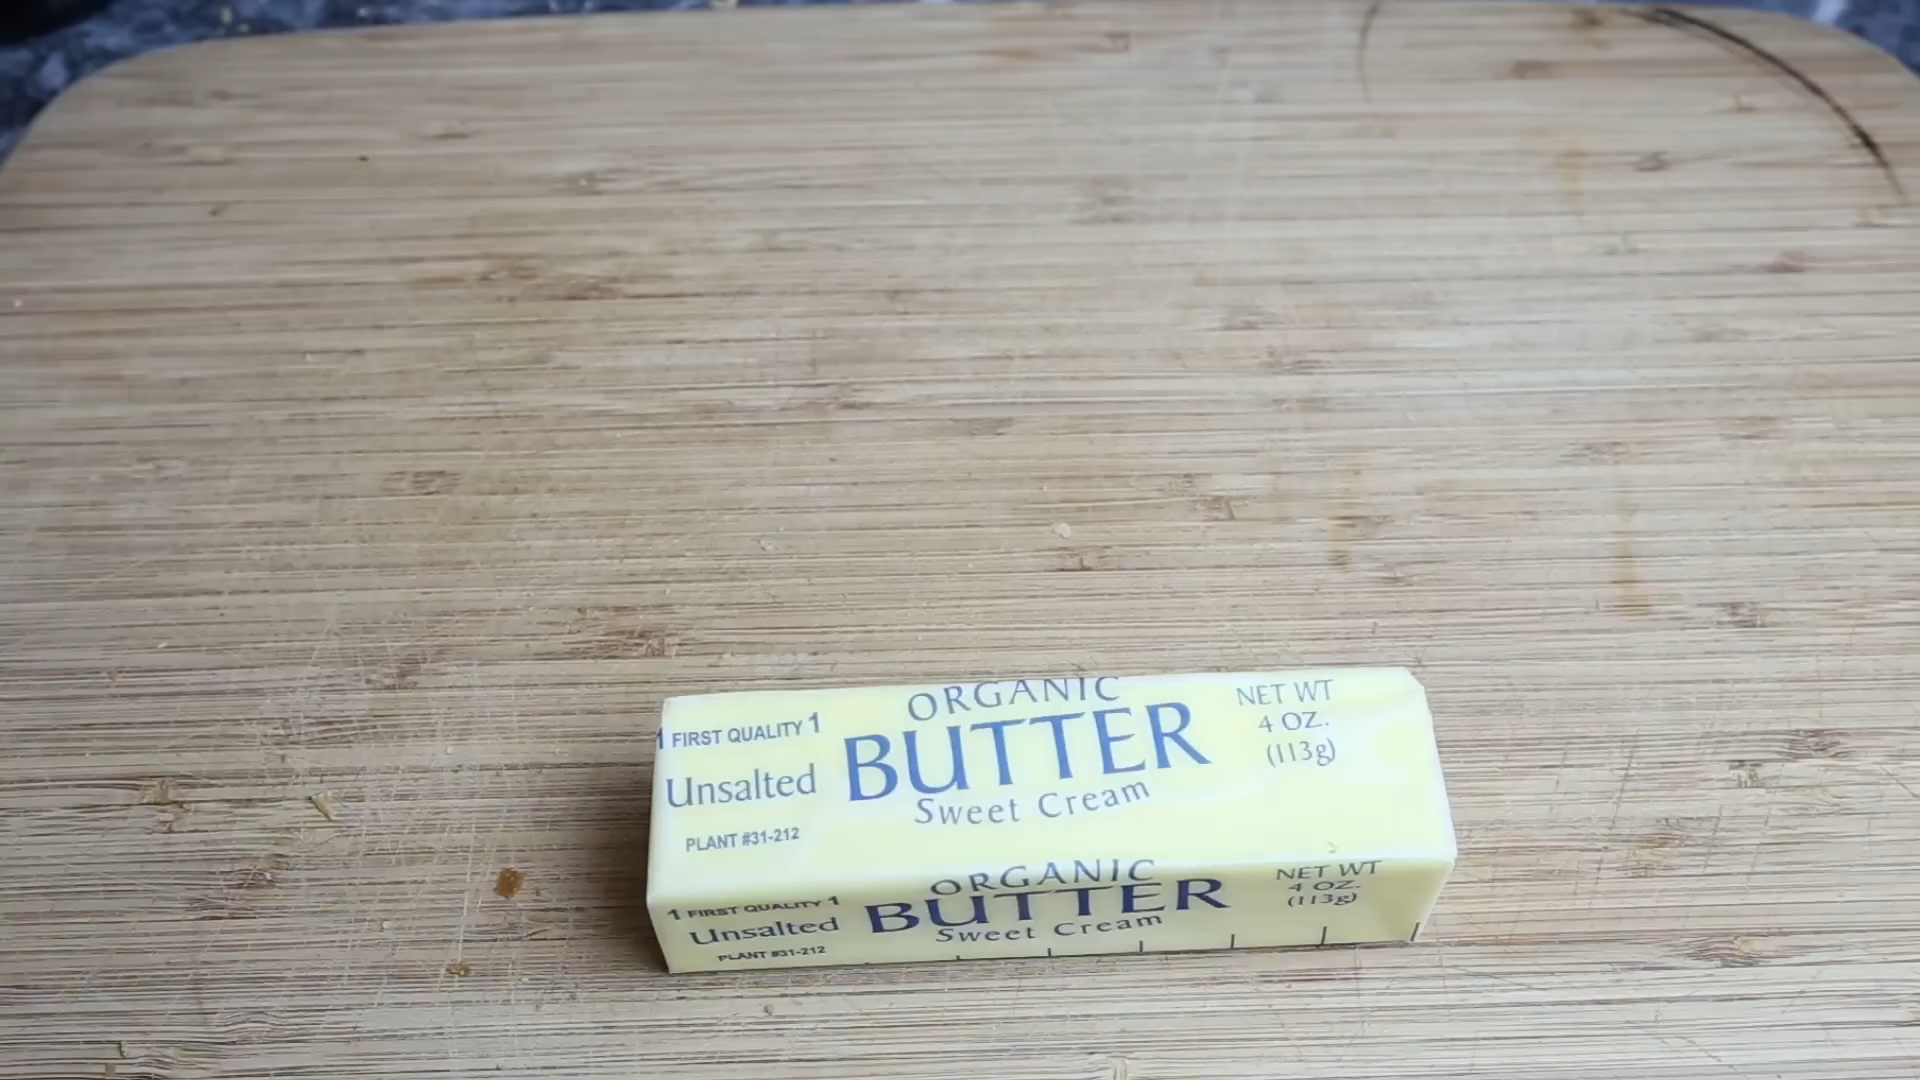 ORGANIC
1 FIRST QUALITY 1
BUTTER
NET WT
4 OZ.
(113g)
Unsalted
Sweet Cream
PLANT #31-212
ORGANIC
1 FIRST QUALITY 1
BUTTER
NET WT
4 OZ.
(113g)
Unsalted
Sweet Cream
PLANT #31-212